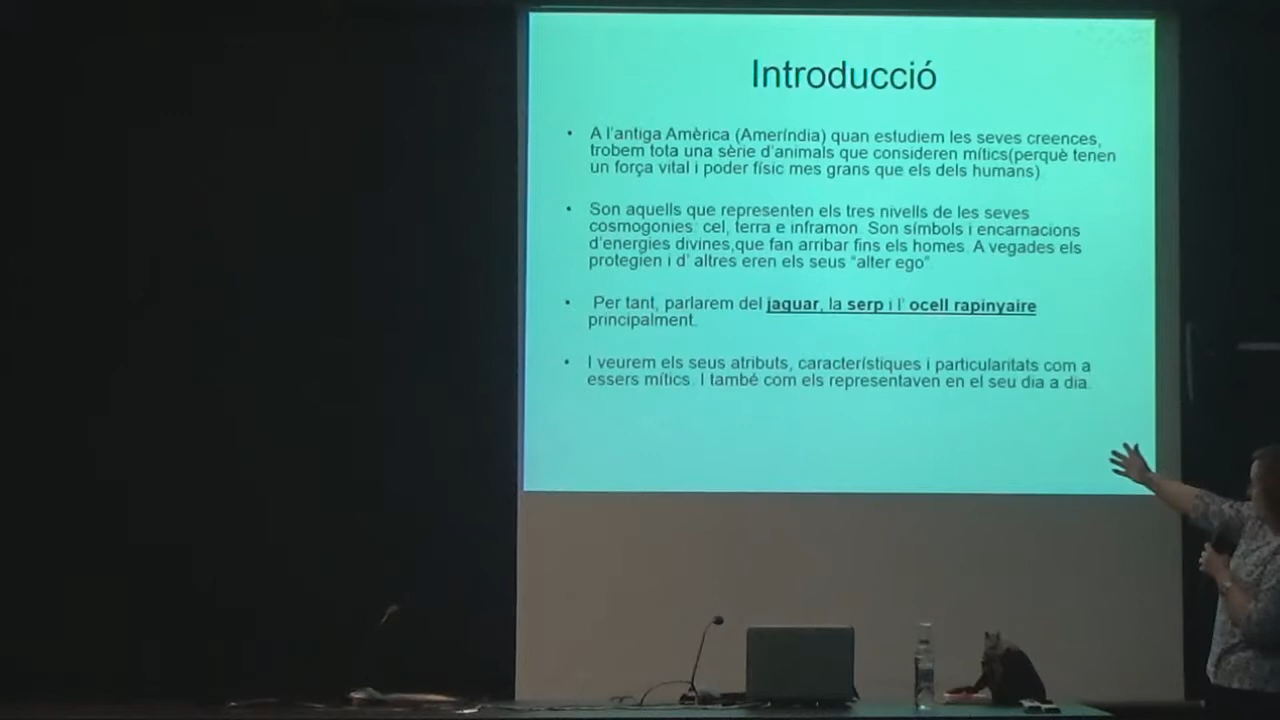 Introducció
• A l'antiga Amèrica (Ameríndia) quan estudiem les seves creences,
trobem tota una sèrie d'animals que consideren mítics(perquè tenen
un força vital i poder físic mes grans que els dels humans)
• Son aquells que representen els tres nivells de les seves
cosmogonies: cel, terra e inframon. Son símbols i encarnacions
d'energies divines,que fan arribar fins els homes. A vegades els
protegien i d' altres eren els seus "alter ego".
• Per tant, parlarem del jaquar, la serp i l' ocell rapinyaire
principalment.
• I veurem els seus atributs, característiques i particularitats com a
essers mítics. I també com els representaven en el seu dia a dia.